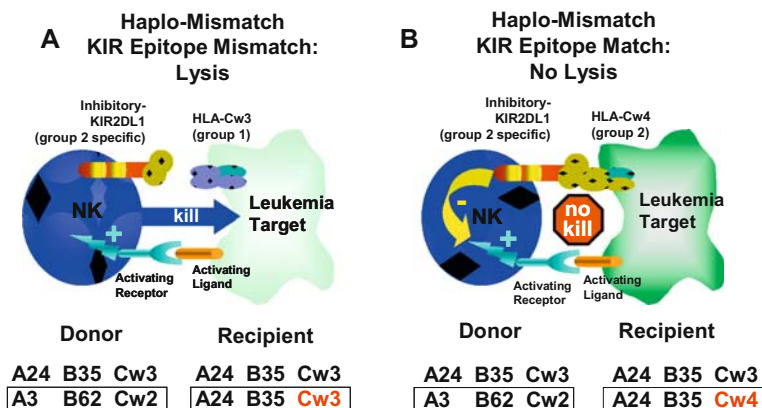 A
Haplo-Mismatch
KIR Epitope Mismatch:
Lysis
Inhibitory-
KIR2DL1
(group 2 specific)
HLA-Cw3
(group 1)
NK
kill
Leukemia
Target
+
Activating
Receptor
Activating
Ligand
Donor
Recipient
A24 B35 Cw3
A3 B62 Cw2
A24 B35 Cw3
A24 B35 Cw3
B
Haplo-Mismatch
KIR Epitope Match:
No Lysis
Inhibitory-
KIR2DL1
(group 2 specific)
HLA-Cw4
(group 2)
-
NK
no
kill
Leukemia
Target
+
Activating
Receptor
Activating
Ligand
Donor
Recipient
A24 B35 Cw3
A3 B62 Cw2
A24 B35 Cw3
A24 B35 Cw4